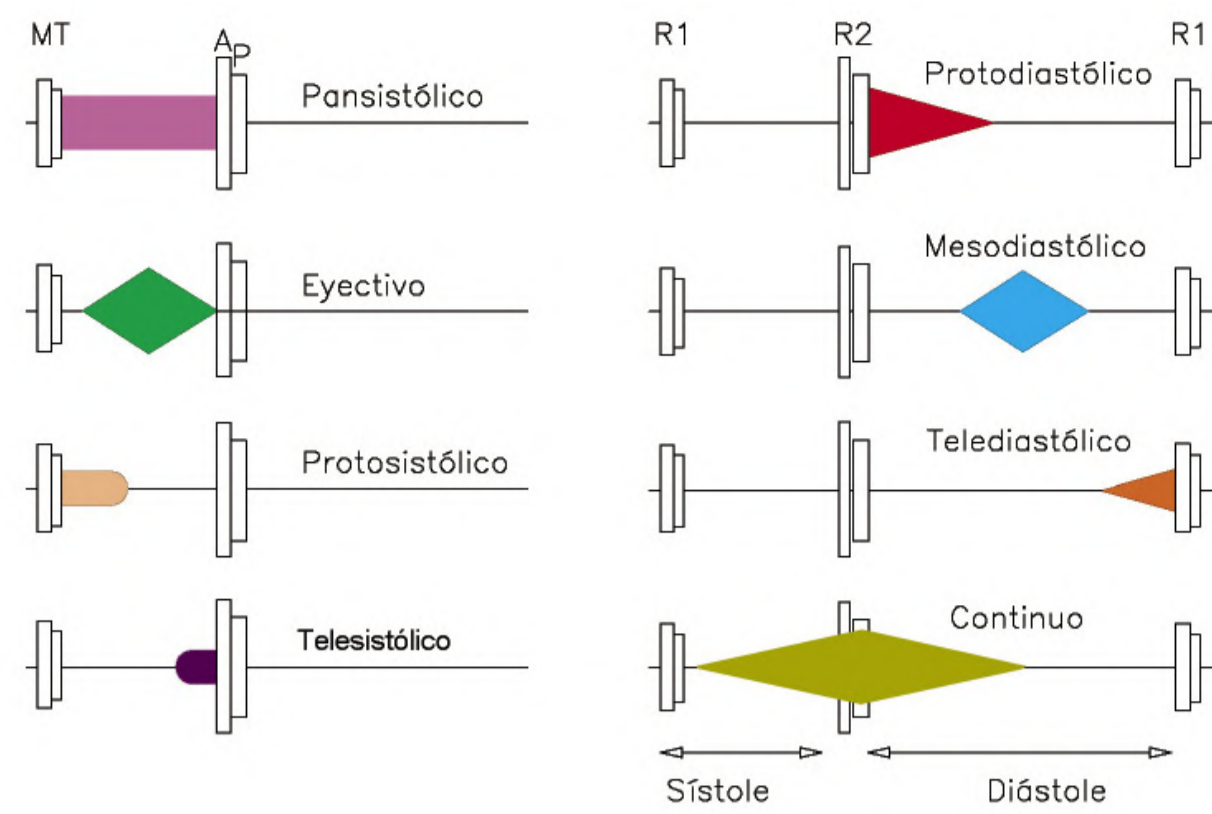 MT
A
P
Pansistólico
Eyectivo
Protosistólico
Telesistólico
R1
R2
R1
Protodiastólico
Mesodiastólico
Telediastólico
Continuo
Sístole
Diástole